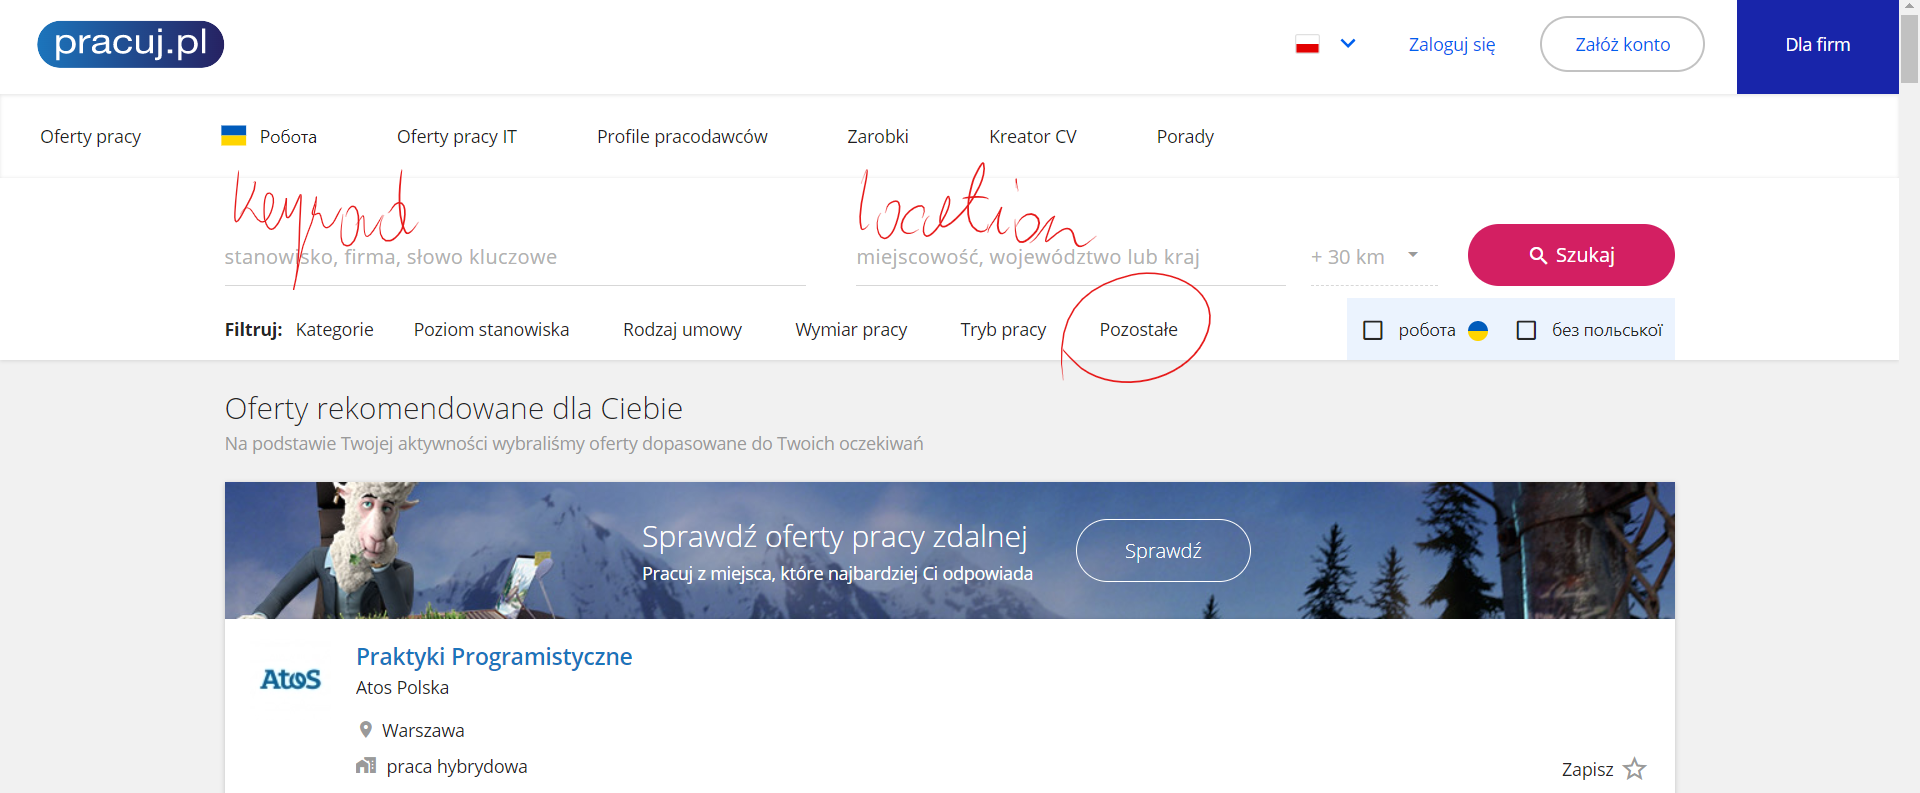 pracuj.pl
Zaloguj się
Załóż konto
Dla firm
Oferty pracy
Робота
Oferty pracy IT
Profile pracodawców
Zarobki
Kreator CV
Porady
location
stanowisko, firma, słowo kluczowe
miejscowość, województwo lub kraj
+ 30 km
Szukaj
Filtruj: Kategorie
Poziom stanowiska
Rodzaj umowy
Wymiar pracy
Tryb pracy
Pozostałe
робота
без польської
Oferty rekomendowane dla Ciebie
Na podstawie Twojej aktywności wybraliśmy oferty dopasowane do Twoich oczekiwań
Sprawdź oferty pracy zdalnej
Pracuj z miejsca, które najbardziej Ci odpowiada
Sprawdź
Atos
Praktyki Programistyczne
Atos Polska
Warszawa
praca hybrydowa
Zapisz